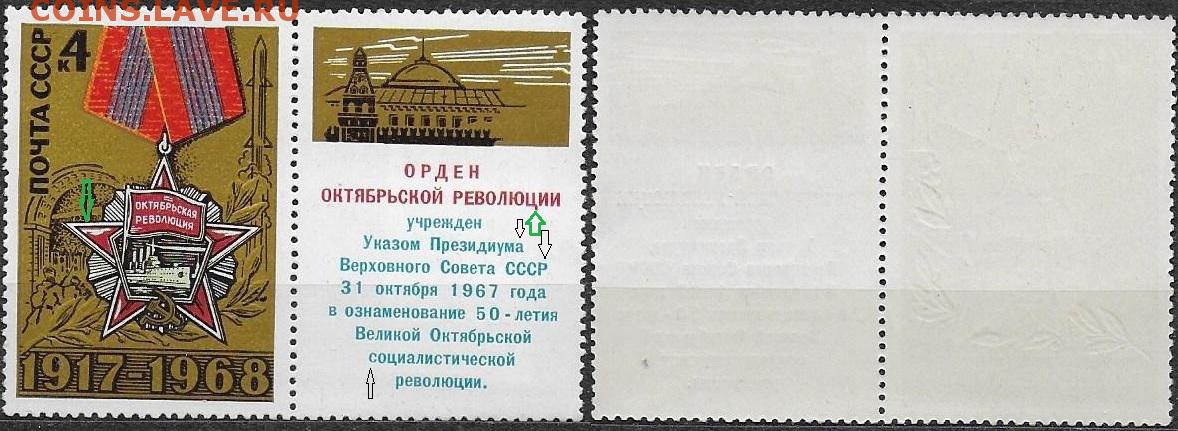 COINS.LAVE.RU
ПОЧТА СССР
4
К
ОКТЯБРЬСКАЯ
РЕВОЛЮЦИЯ
1917-1968
ОРДЕН
ОКТЯБРЬСКОЙ РЕВОЛЮЦИИ
учрежден
Указом Президиума
Верховного Совета СССР
31 октября 1967 года
в ознаменование 50-летия
Великой Октябрьской
социалистической
революции.